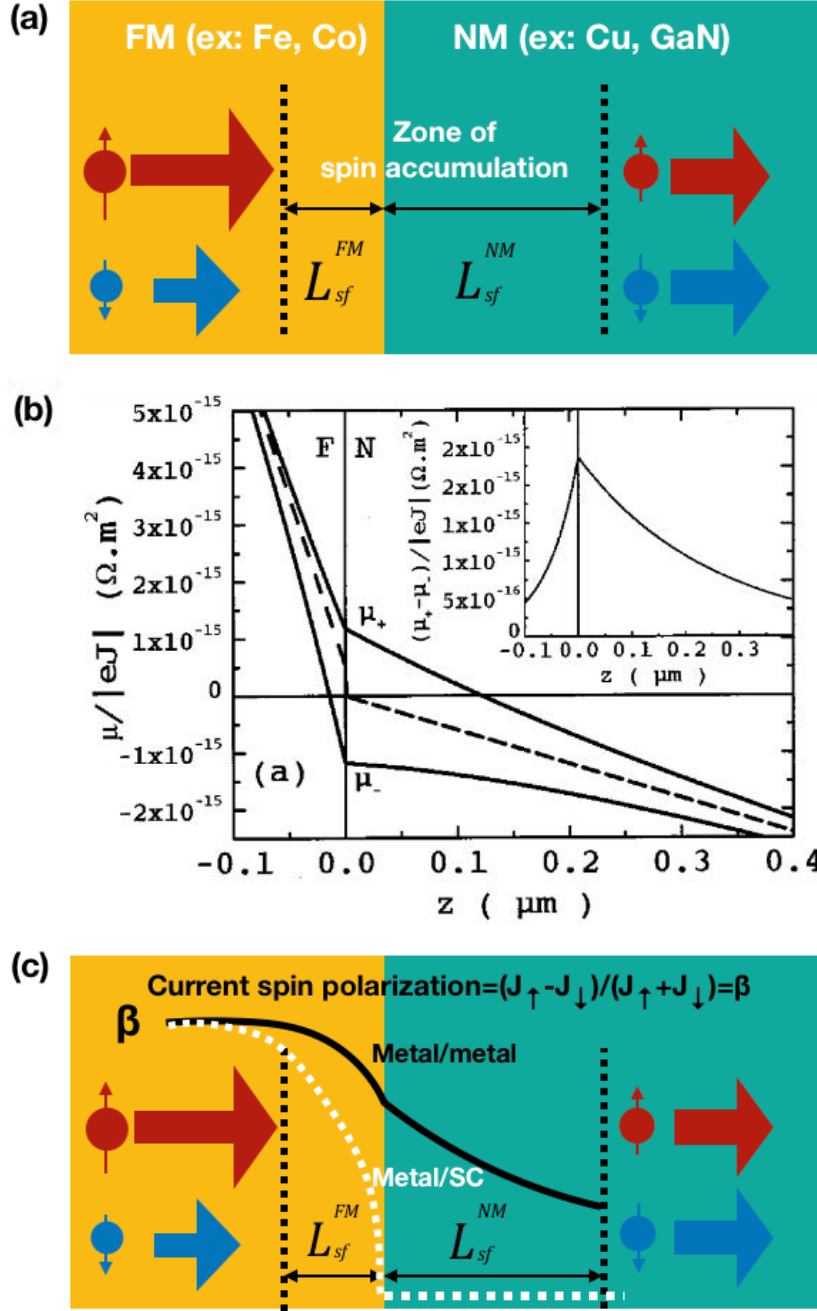 (a)
FM (ex: Fe, Co)
NM (ex: Cu, GaN)
Zone of
spin accumulation
L_sf^FM
L_sf^NM
(b)
μ/|eJ| (Ω.m²)
5x10⁻¹⁵
4x10⁻¹⁵
3x10⁻¹⁵
2x10⁻¹⁵
1x10⁻¹⁵
0
-1x10⁻¹⁵
-2x10⁻¹⁵
F N
μ₊
μ₋
(a)
-0.1 0.0 0.1 0.2 0.3 0.4
z ( μm )
(μ₊-μ₋)/|eJ| (Ω.m²)
2x10⁻¹⁵
2x10⁻¹⁵
1x10⁻¹⁵
1x10⁻¹⁵
5x10⁻¹⁶
0
-0.1 0.0 0.1 0.2 0.3
z ( μm )
(c)
Current spin polarization=(J↑-J↓)/(J↑+J↓)=β
β
Metal/metal
Metal/SC
L_sf^FM
L_sf^NM